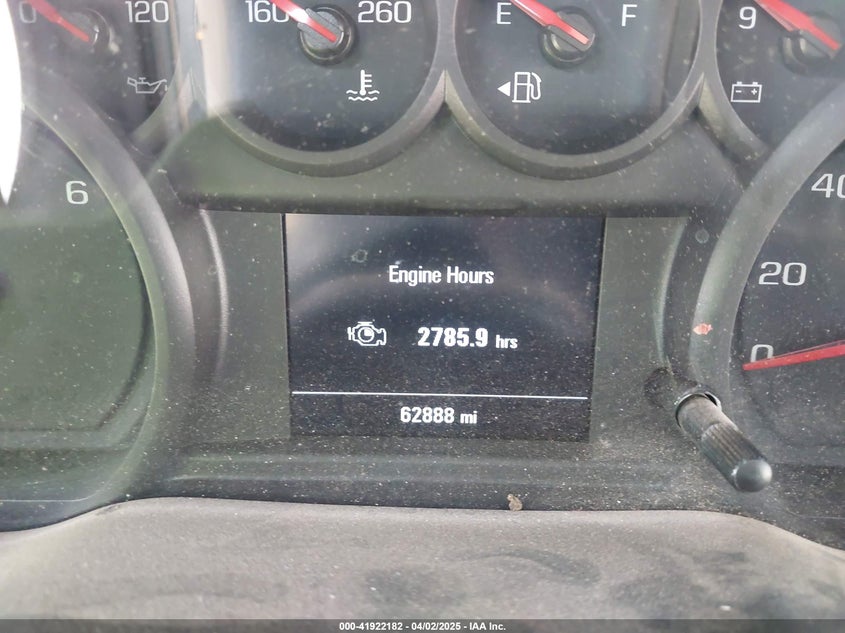 0 120 160 260 E F 9
6
40
20
0
Engine Hours
2785.9 hrs
62888 mi
000-41922182 - 04/02/2025 - IAA Inc.